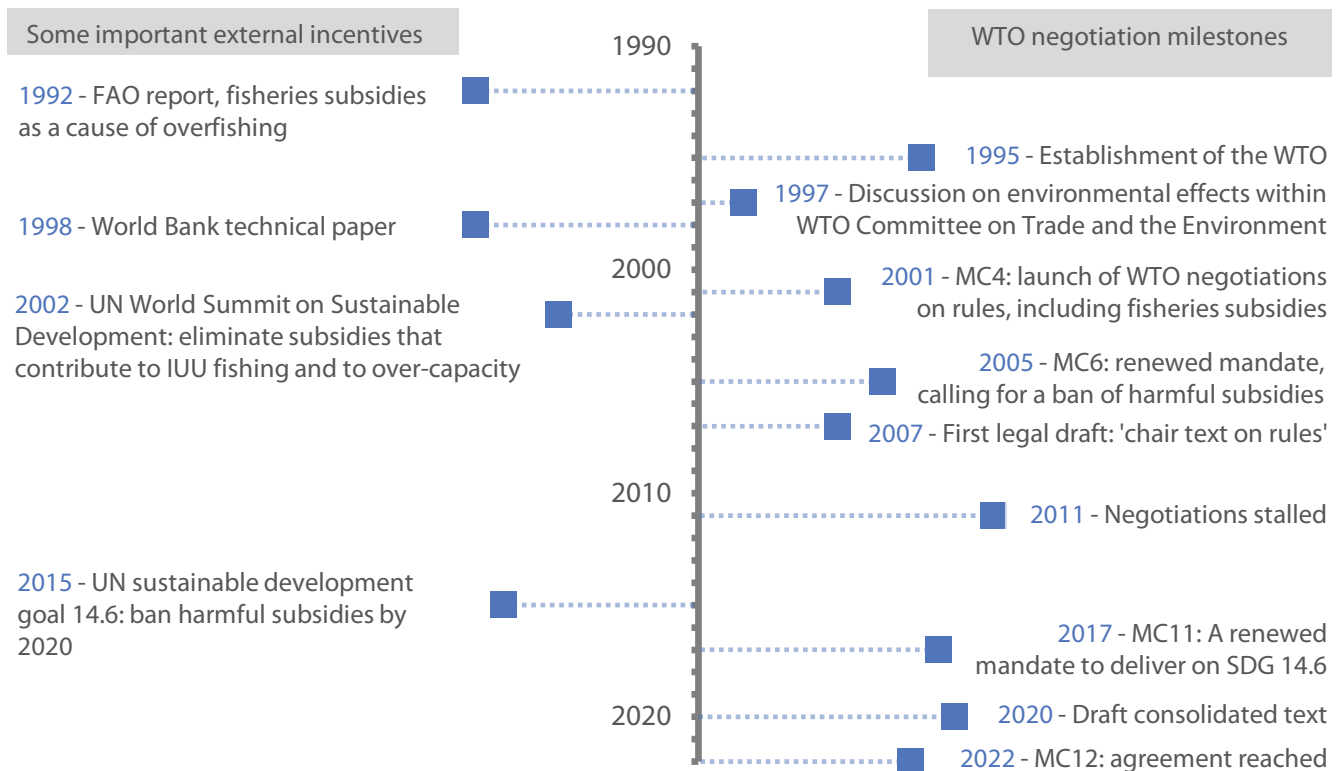 Some important external incentives
WTO negotiation milestones
1990
1992 - FAO report, fisheries subsidies
as a cause of overfishing
1995 - Establishment of the WTO
1997 - Discussion on environmental effects within
WTO Committee on Trade and the Environment
1998 - World Bank technical paper
2000
2001 - MC4: launch of WTO negotiations
on rules, including fisheries subsidies
2002 - UN World Summit on Sustainable
Development: eliminate subsidies that
contribute to IUU fishing and to over-capacity
2005 - MC6: renewed mandate,
calling for a ban of harmful subsidies
2007 - First legal draft: 'chair text on rules'
2010
2011 - Negotiations stalled
2015 - UN sustainable development
goal 14.6: ban harmful subsidies by
2020
2017 - MC11: A renewed
mandate to deliver on SDG 14.6
2020
2020 - Draft consolidated text
2022 - MC12: agreement reached